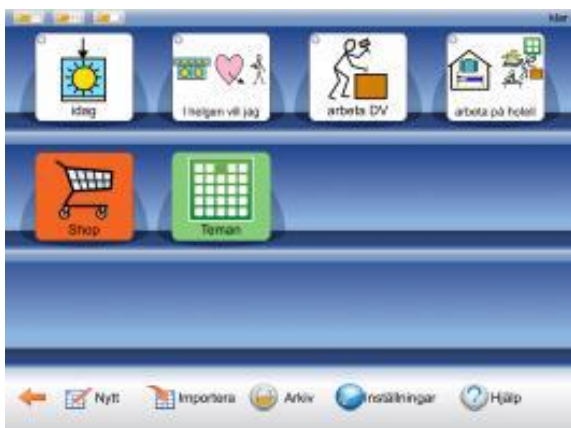 klar
idag
I helgen vill jag
arbeta DV
arbeta på hotell
Shop
Teman
Nytt
Importera
Arkiv
Inställningar
Hjälp